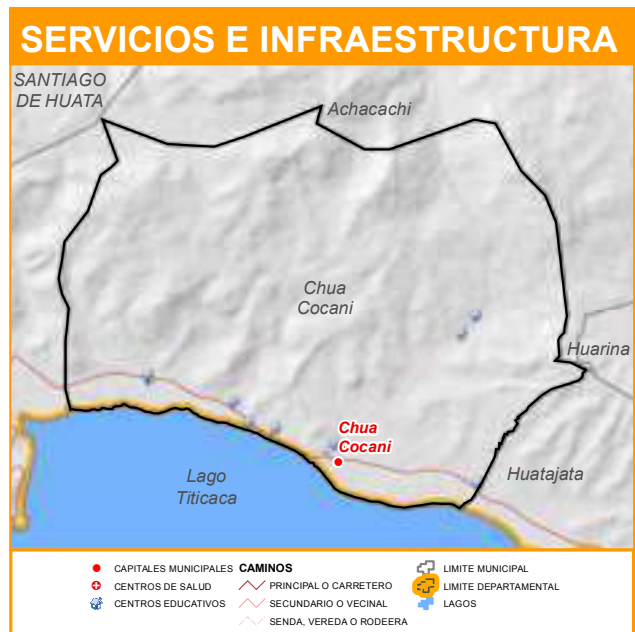 SERVICIOS E INFRAESTRUCTURA
SANTIAGO
DE HUATA
Achacachi
Chua
Cocani
Huarina
Chua
Cocani
Lago
Titicaca
Huatajata
CAPITALES MUNICIPALES
CENTROS DE SALUD
CENTROS EDUCATIVOS
CAMINOS
PRINCIPAL O CARRETERO
SECUNDARIO O VECINAL
SENDA, VEREDA O RODEERA
LIMITE MUNICIPAL
LIMITE DEPARTAMENTAL
LAGOS